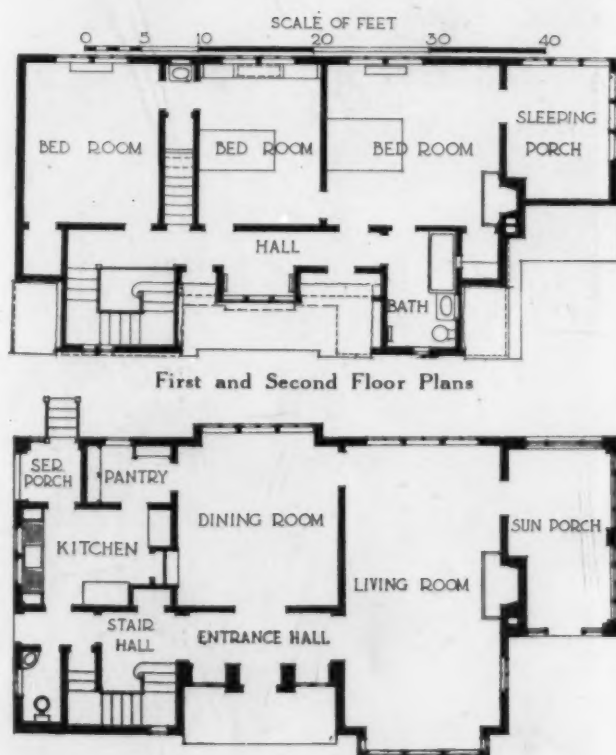 SCALE OF FEET
0 5 10 20 30 40
BED ROOM
BED ROOM
BED ROOM
SLEEPING
PORCH
HALL
BATH
First and Second Floor Plans
SER.
PORCH
PANTRY
KITCHEN
DINING ROOM
SUN PORCH
LIVING ROOM
STAIR
HALL
ENTRANCE HALL